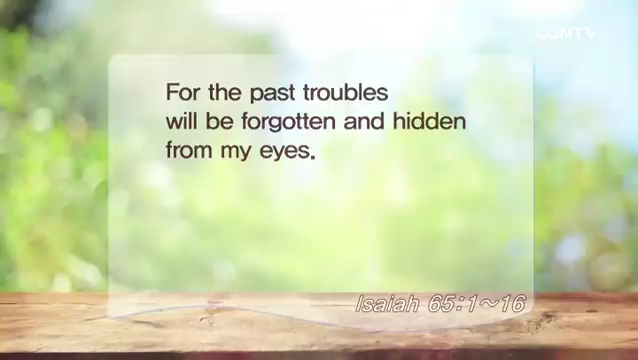 CGNTV
For the past troubles
will be forgotten and hidden
from my eyes.
Isaiah 65:1~16